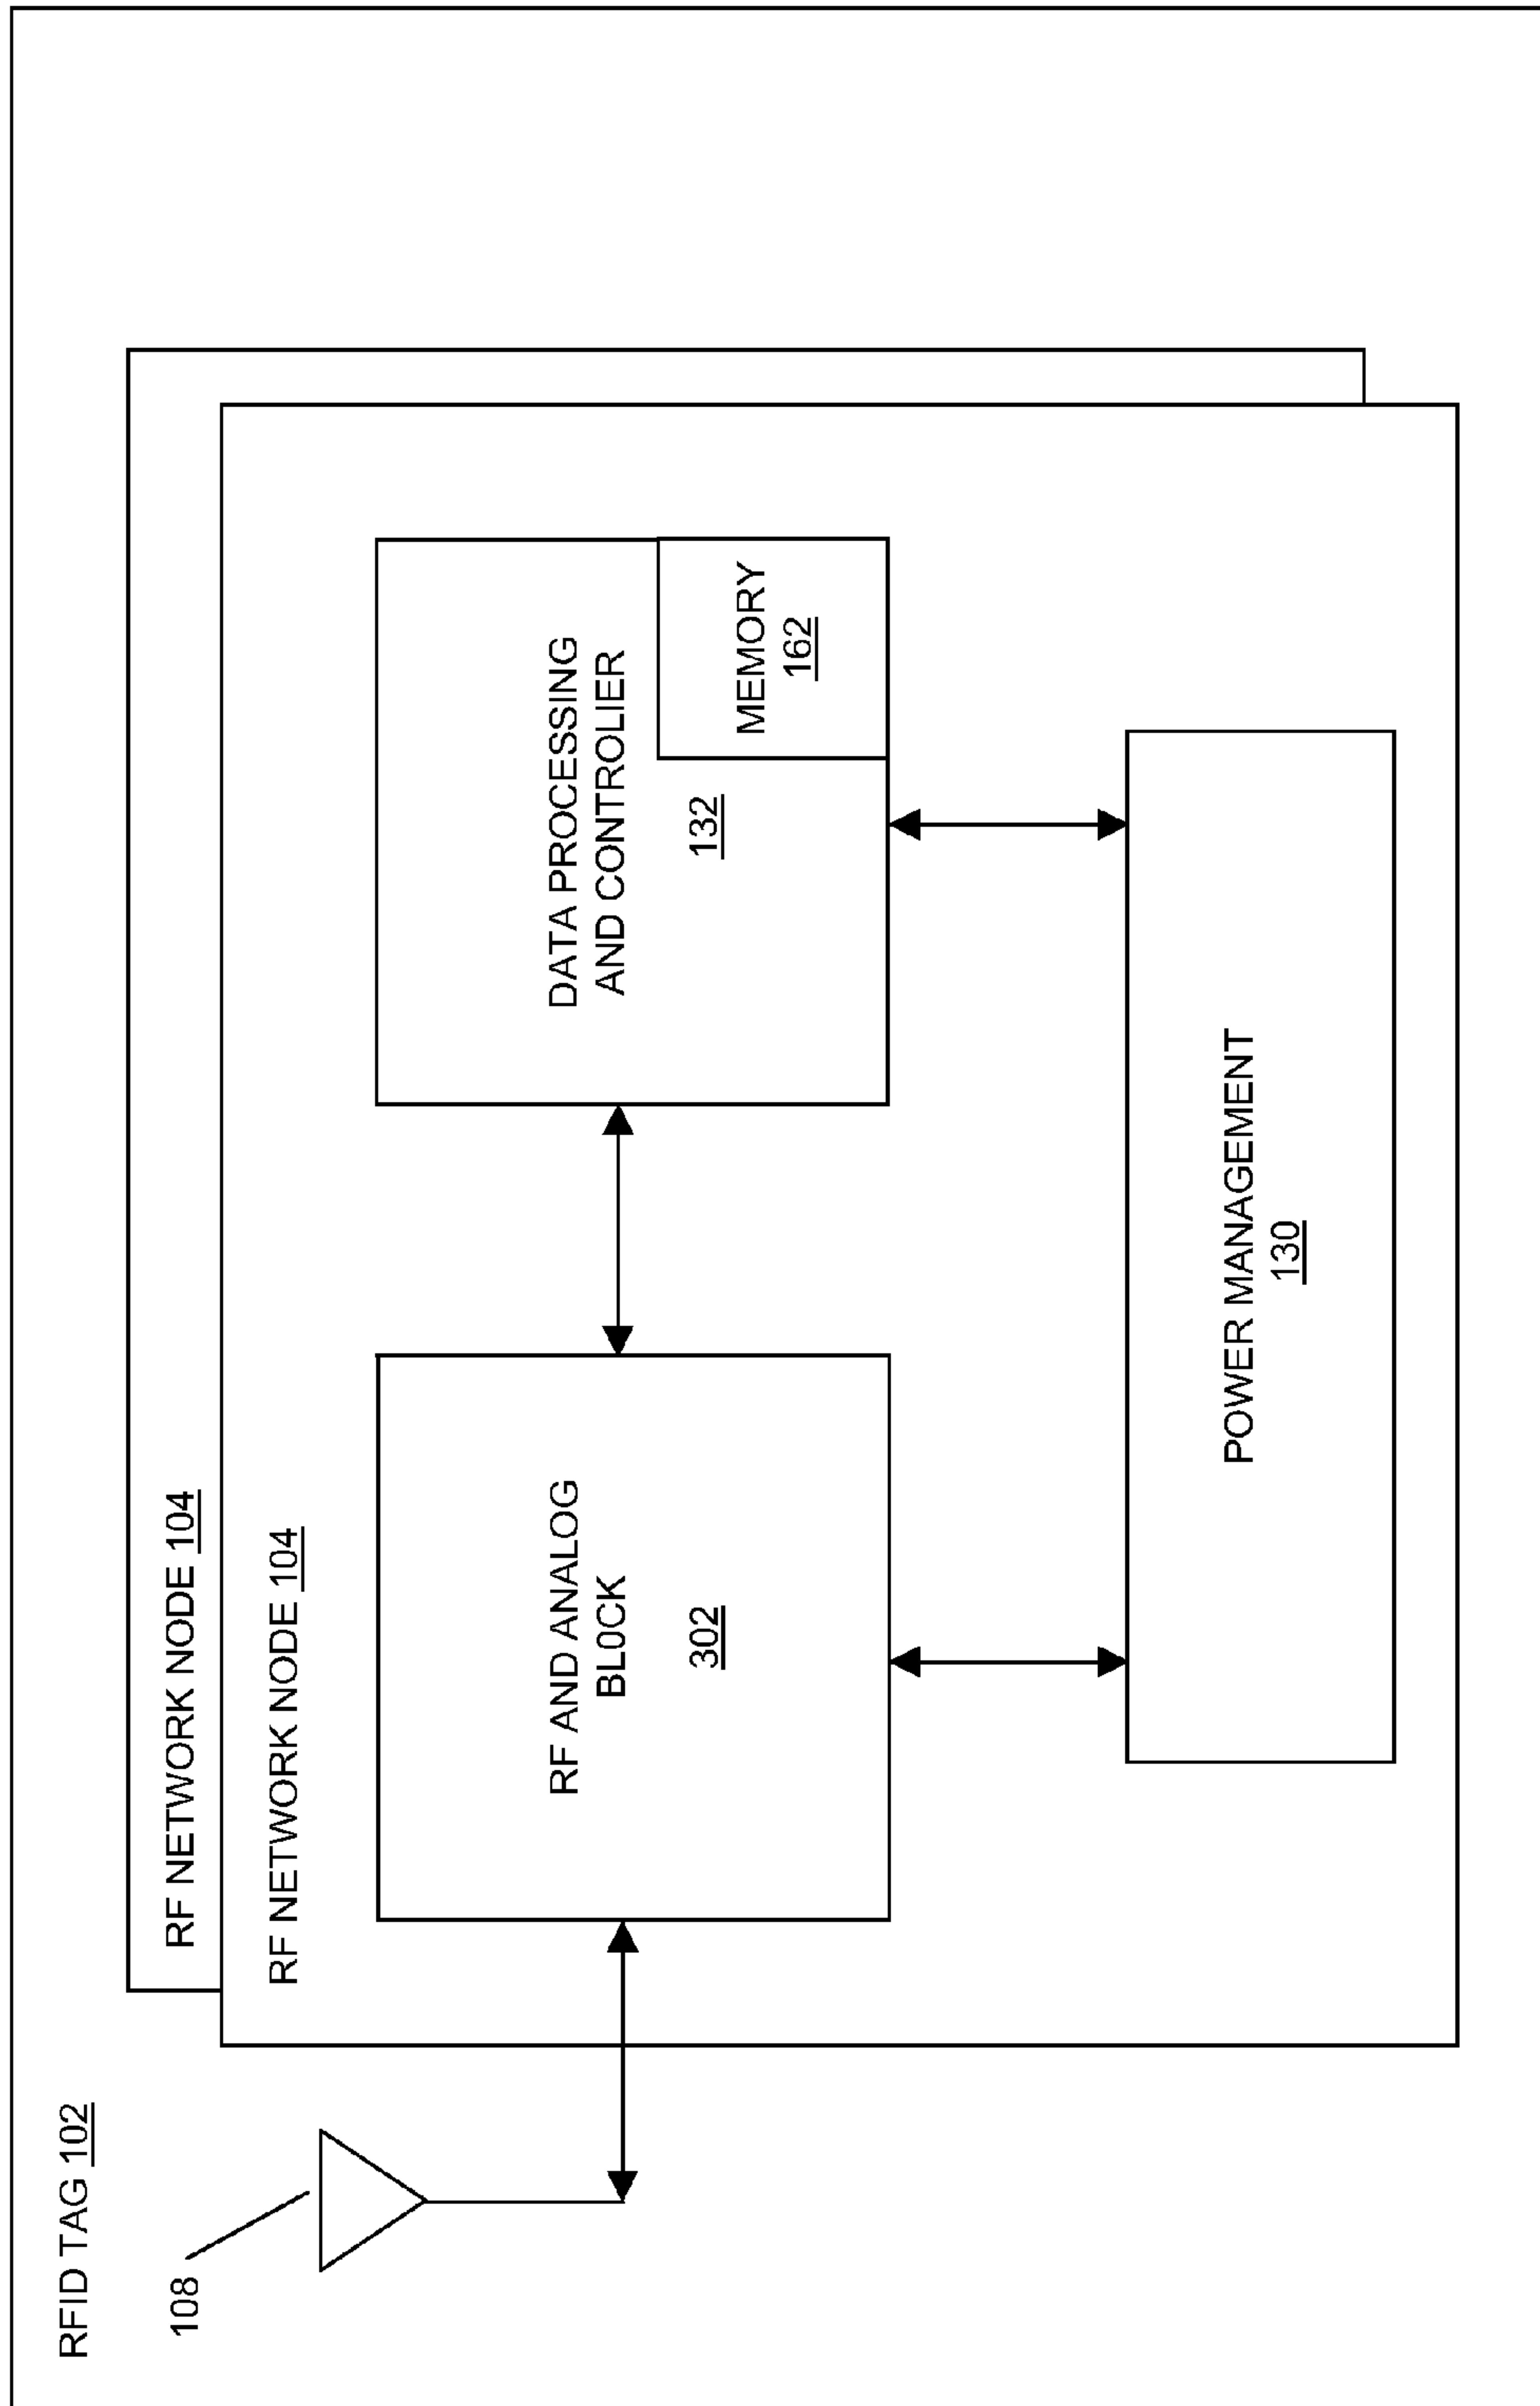 RFID TAG 102
108
RF NETWORK NODE 104
RF NETWORK NODE 104
RF AND ANALOG
BLOCK
302
DATA PROCESSING
AND CONTROLIER
132
MEMORY
162
POWER MANAGEMENT
130